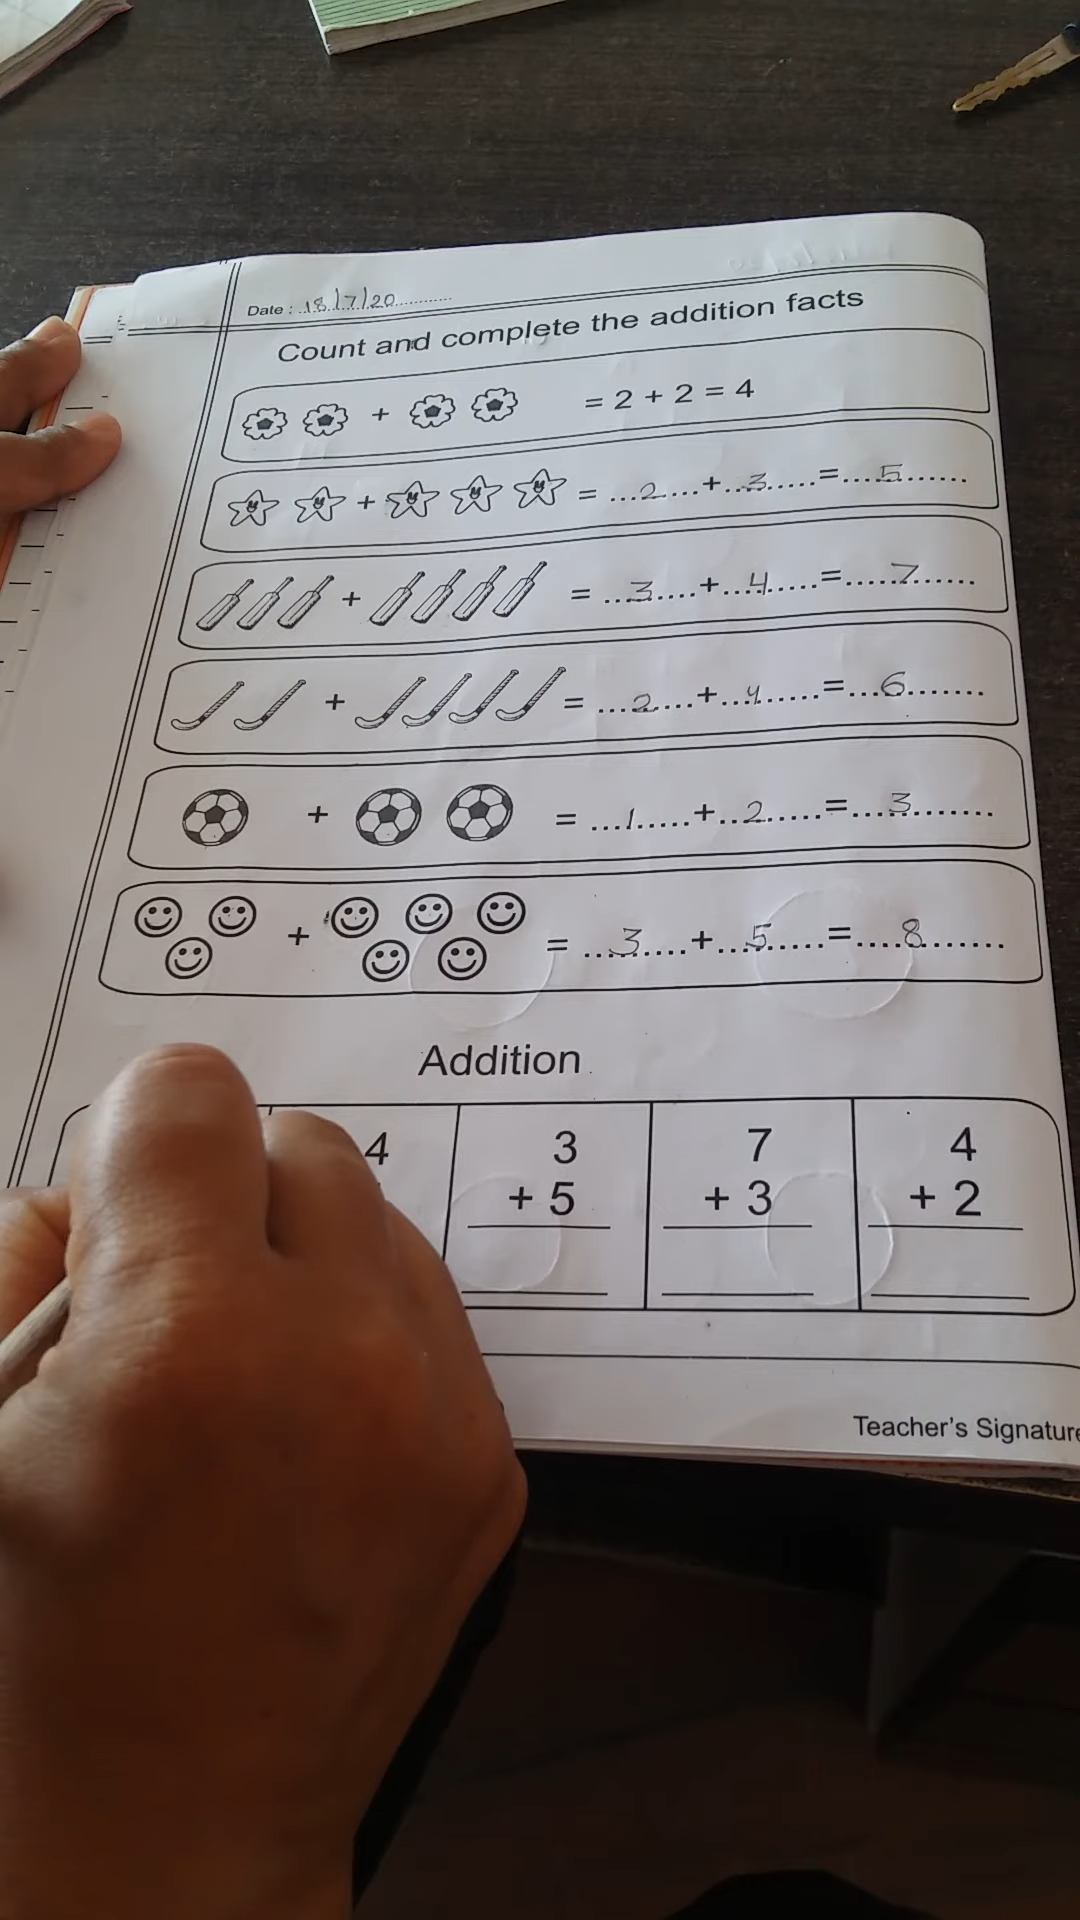 Date : 18/7/20
Count and complete the addition facts
+ = 2 + 2 = 4
+ = 2 + 3 = 5
+ = 3 + 4 = 7
+ = 2 + 4 = 6
+ = 1 + 2 = 3
+ = 3 + 5 = 8
Addition
4 3 7 4
+ 5 + 3 + 2
Teacher's Signature